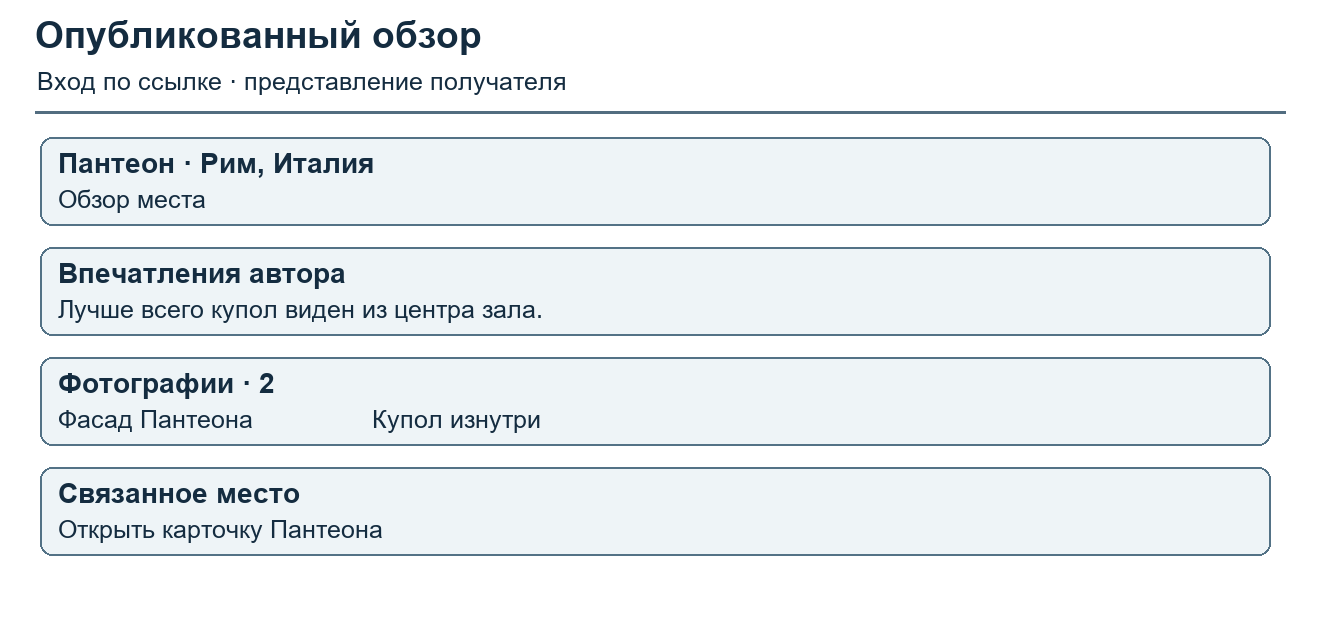 Опубликованный обзор
Вход по ссылке · представление получателя
Пантеон · Рим, Италия
Обзор места
Впечатления автора
Лучше всего купол виден из центра зала.
Фотографии · 2
Фасад Пантеона Купол изнутри
Связанное место
Открыть карточку Пантеона